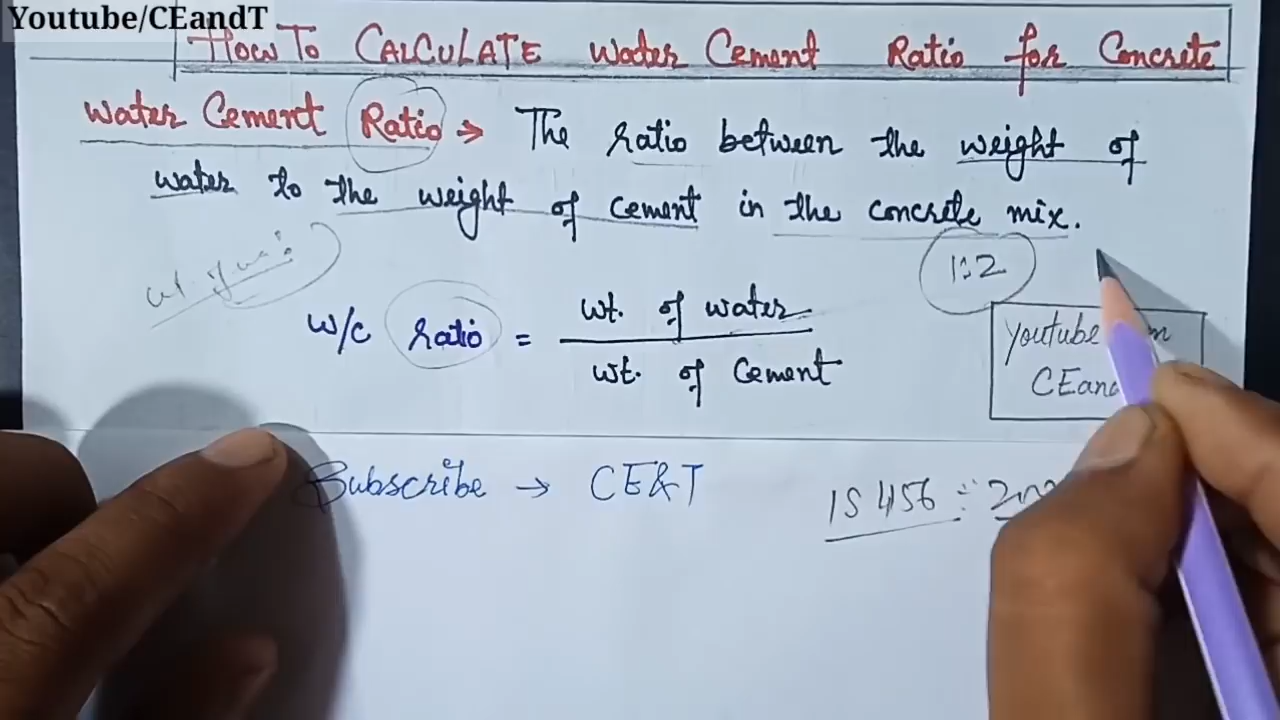 Youtube/CEandT
HOW TO CALCULATE Water Cement Ratio for Concrete
Water Cement Ratio → The ratio between the weight of
water to the weight of cement in the concrete mix.
wt. of
1:2
w/c ratio = wt. of water
wt. of Cement
Youtube
CEand
Subscribe → CE&T
IS 456 :